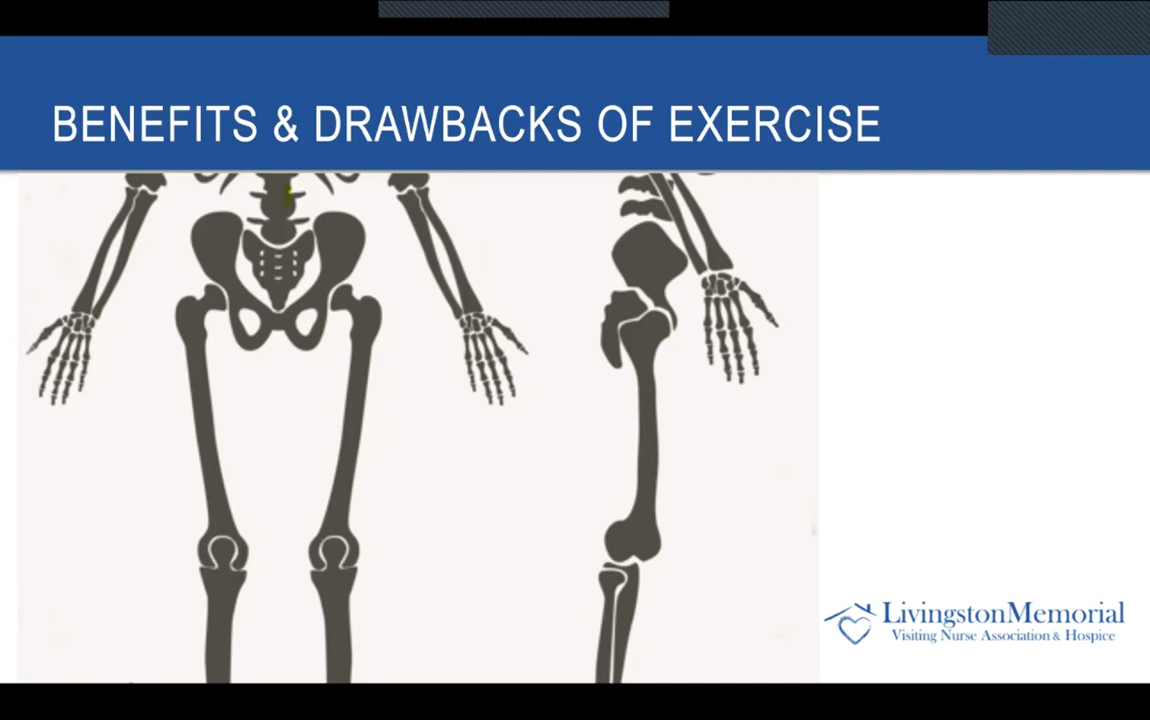 BENEFITS & DRAWBACKS OF EXERCISE
LivingstonMemorial
Visiting Nurse Association & Hospice